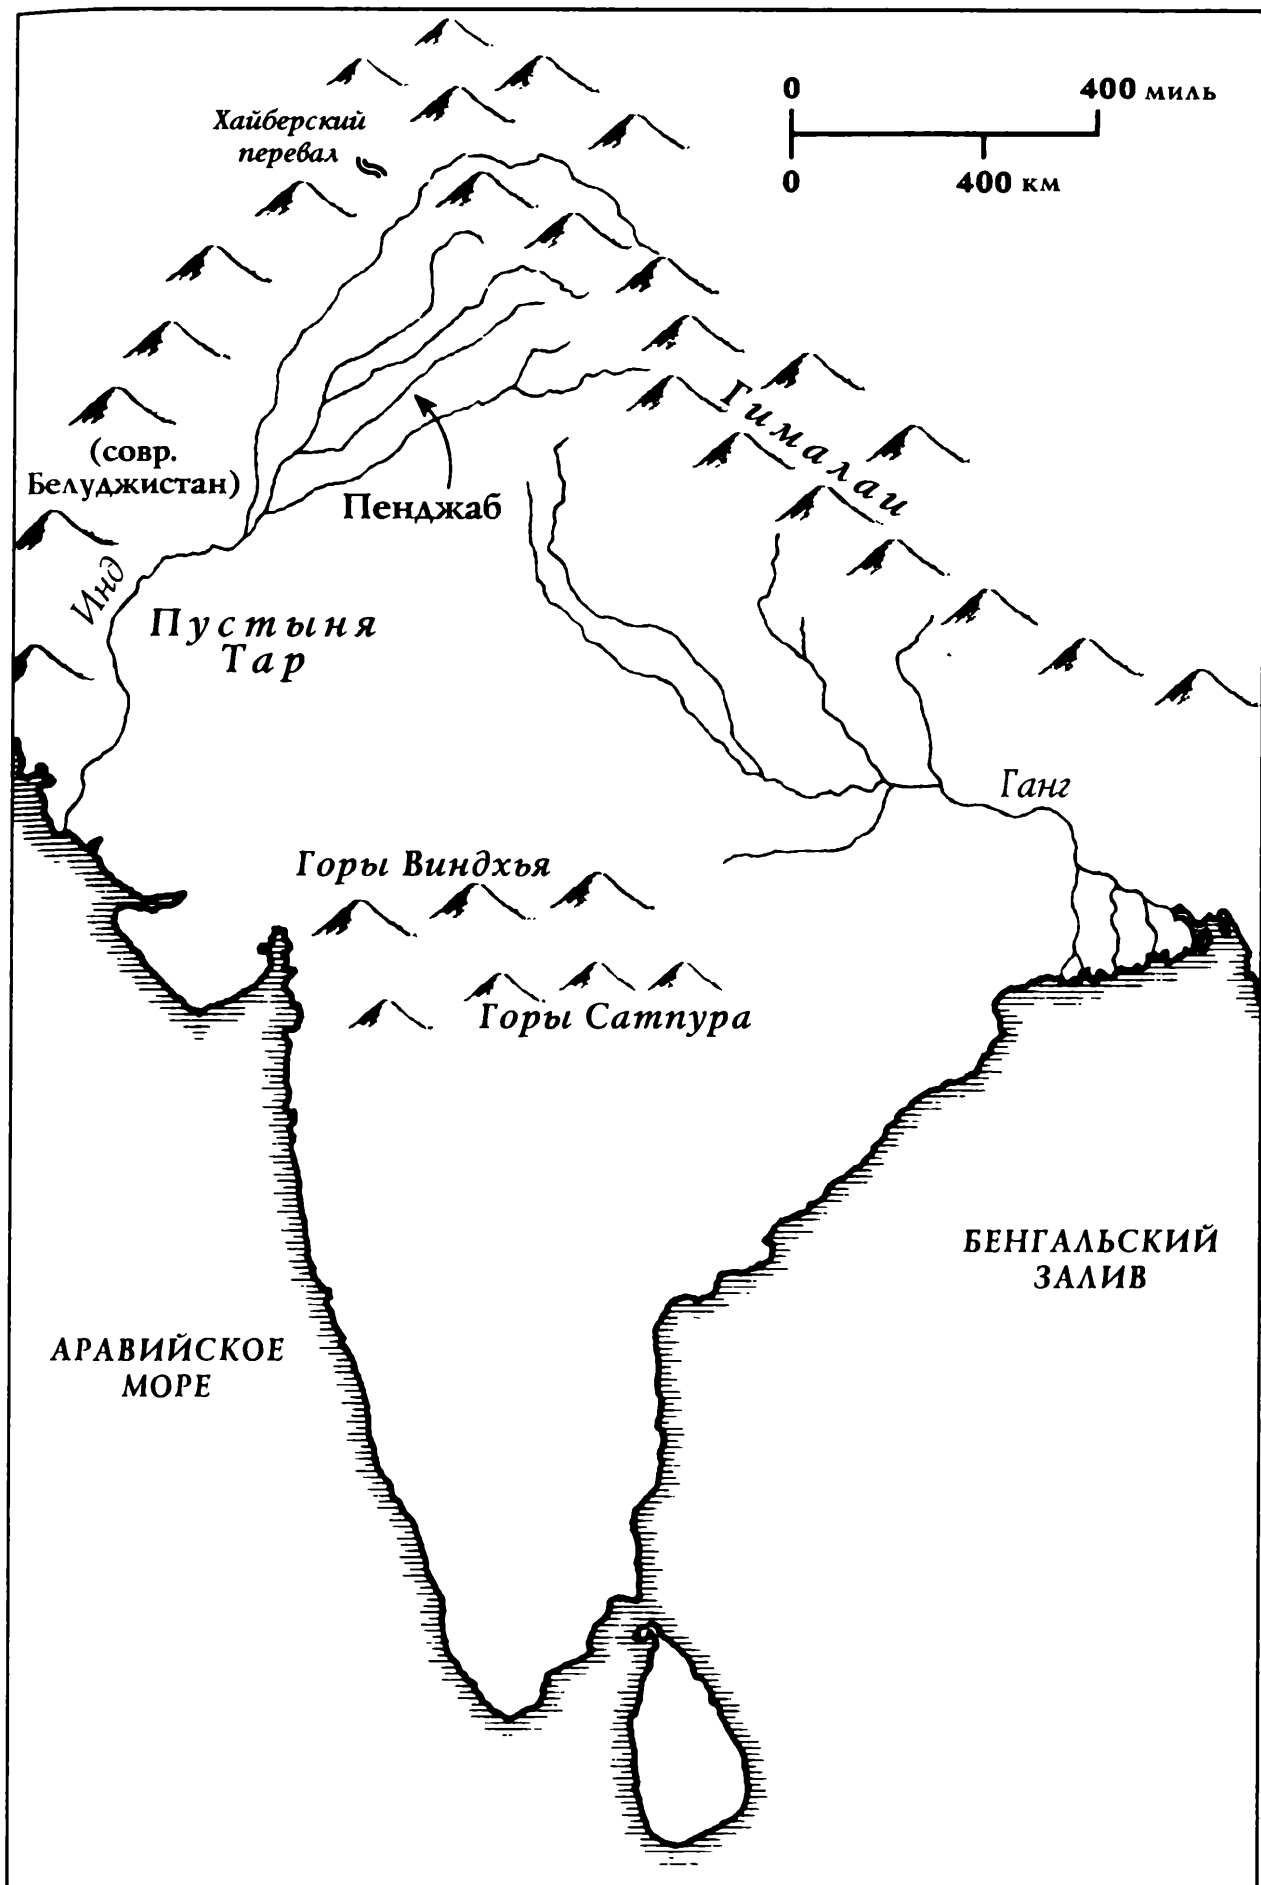 0 400 миль
0 400 км
Хайберский
перевал
Гималаи
(совр.
Белуджистан)
Пенджаб
Инд
Пустыня
Тар
Ганг
Горы Виндхья
Горы Сатпура
БЕНГАЛЬСКИЙ
ЗАЛИВ
АРАВИЙСКОЕ
МОРЕ